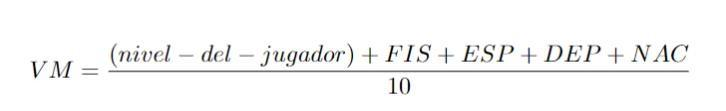 VM = (nivel − del − jugador) + FIS + ESP + DEP + NAC
10